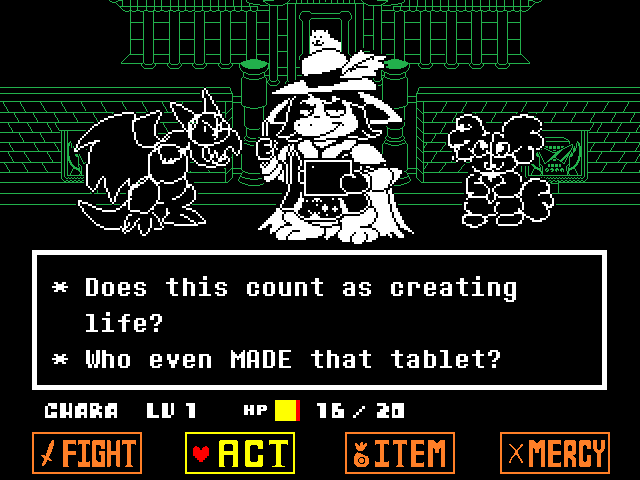 * Does this count as creating
life?
* Who even MADE that tablet?
CHARA LV 1 HP 16 / 20
FIGHT ACT ITEM MERCY